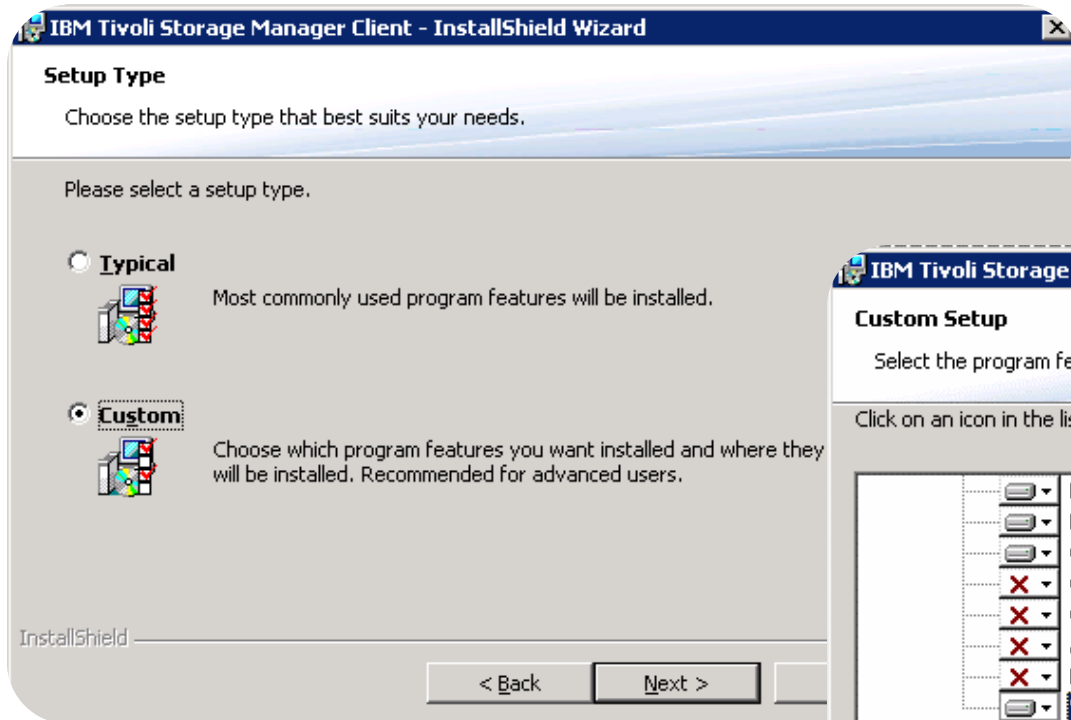 IBM Tivoli Storage Manager Client - InstallShield Wizard
Setup Type
Choose the setup type that best suits your needs.
Please select a setup type.
Typical
Most commonly used program features will be installed.
Custom
Choose which program features you want installed and where they
will be installed. Recommended for advanced users.
InstallShield
< Back
Next >
IBM Tivoli Storage
Custom Setup
Select the program
Click on an icon in the